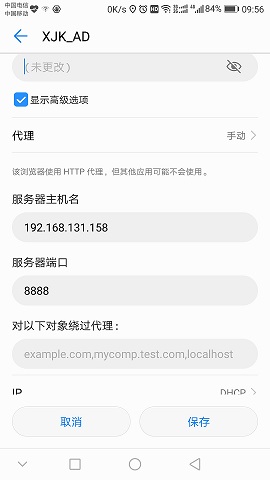 中国电信
中国移动
0K/s
84% 09:56
XJK_AD
(未更改)
显示高级选项
代理
手动
该浏览器使用 HTTP 代理，但其他应用可能不会使用。
服务器主机名
192.168.131.158
服务器端口
8888
对以下对象绕过代理：
example.com,mycomp.test.com,localhost
IP
DHCP
取消
保存